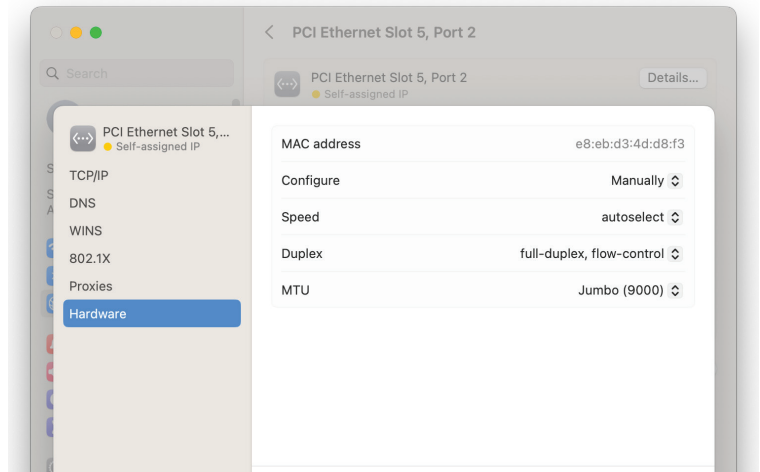 PCI Ethernet Slot 5, Port 2
Search
PCI Ethernet Slot 5, Port 2
Details...
Self-assigned IP
PCI Ethernet Slot 5,...
Self-assigned IP
TCP/IP
DNS
WINS
802.1X
Proxies
Hardware
MAC address
e8:eb:d3:4d:d8:f3
Configure
Manually
Speed
autoselect
Duplex
full-duplex, flow-control
MTU
Jumbo (9000)